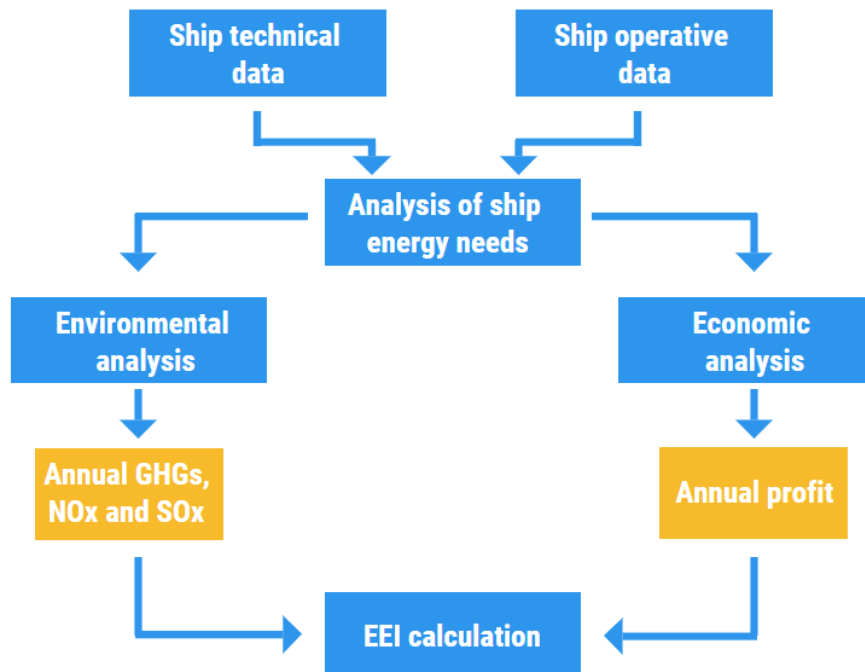 Ship technical
data
Ship operative
data
Analysis of ship
energy needs
Environmental
analysis
Economic
analysis
Annual GHGs,
NOx and SOx
Annual profit
EEI calculation